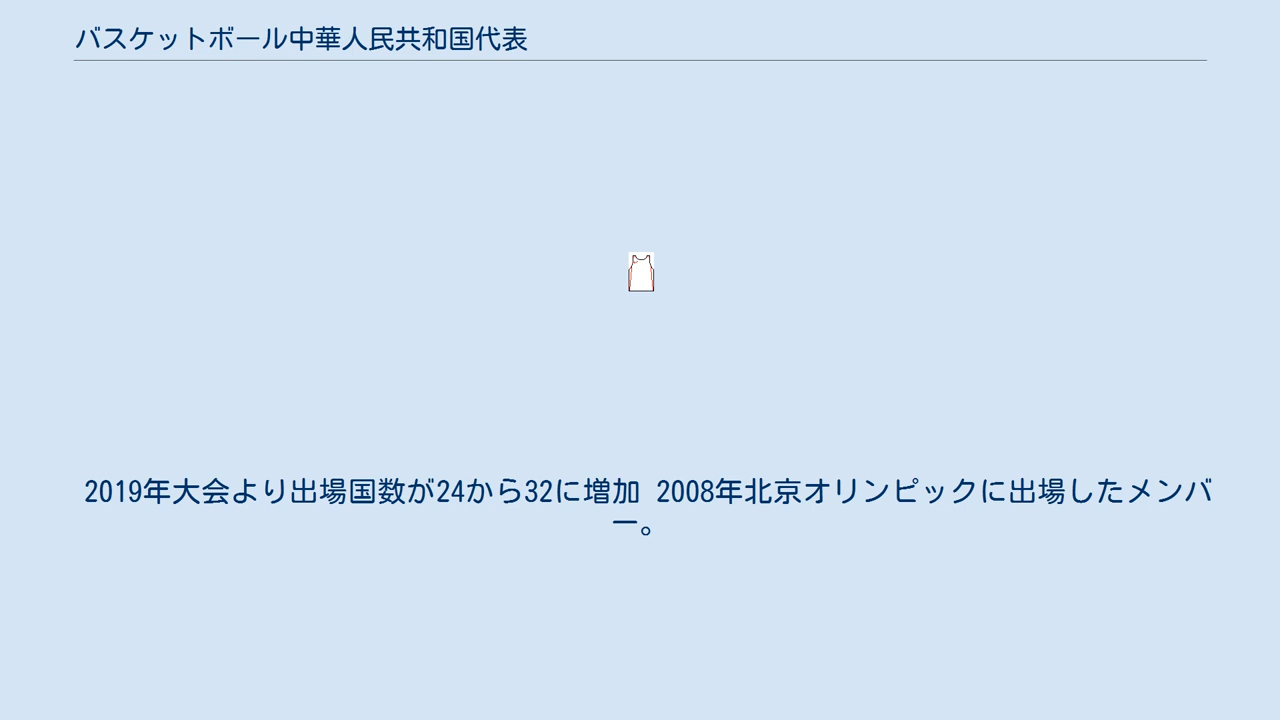 バスケットボール中華人民共和国代表
2019年大会より出場国数が24から32に増加 2008年北京オリンピックに出場したメンバ
ー。